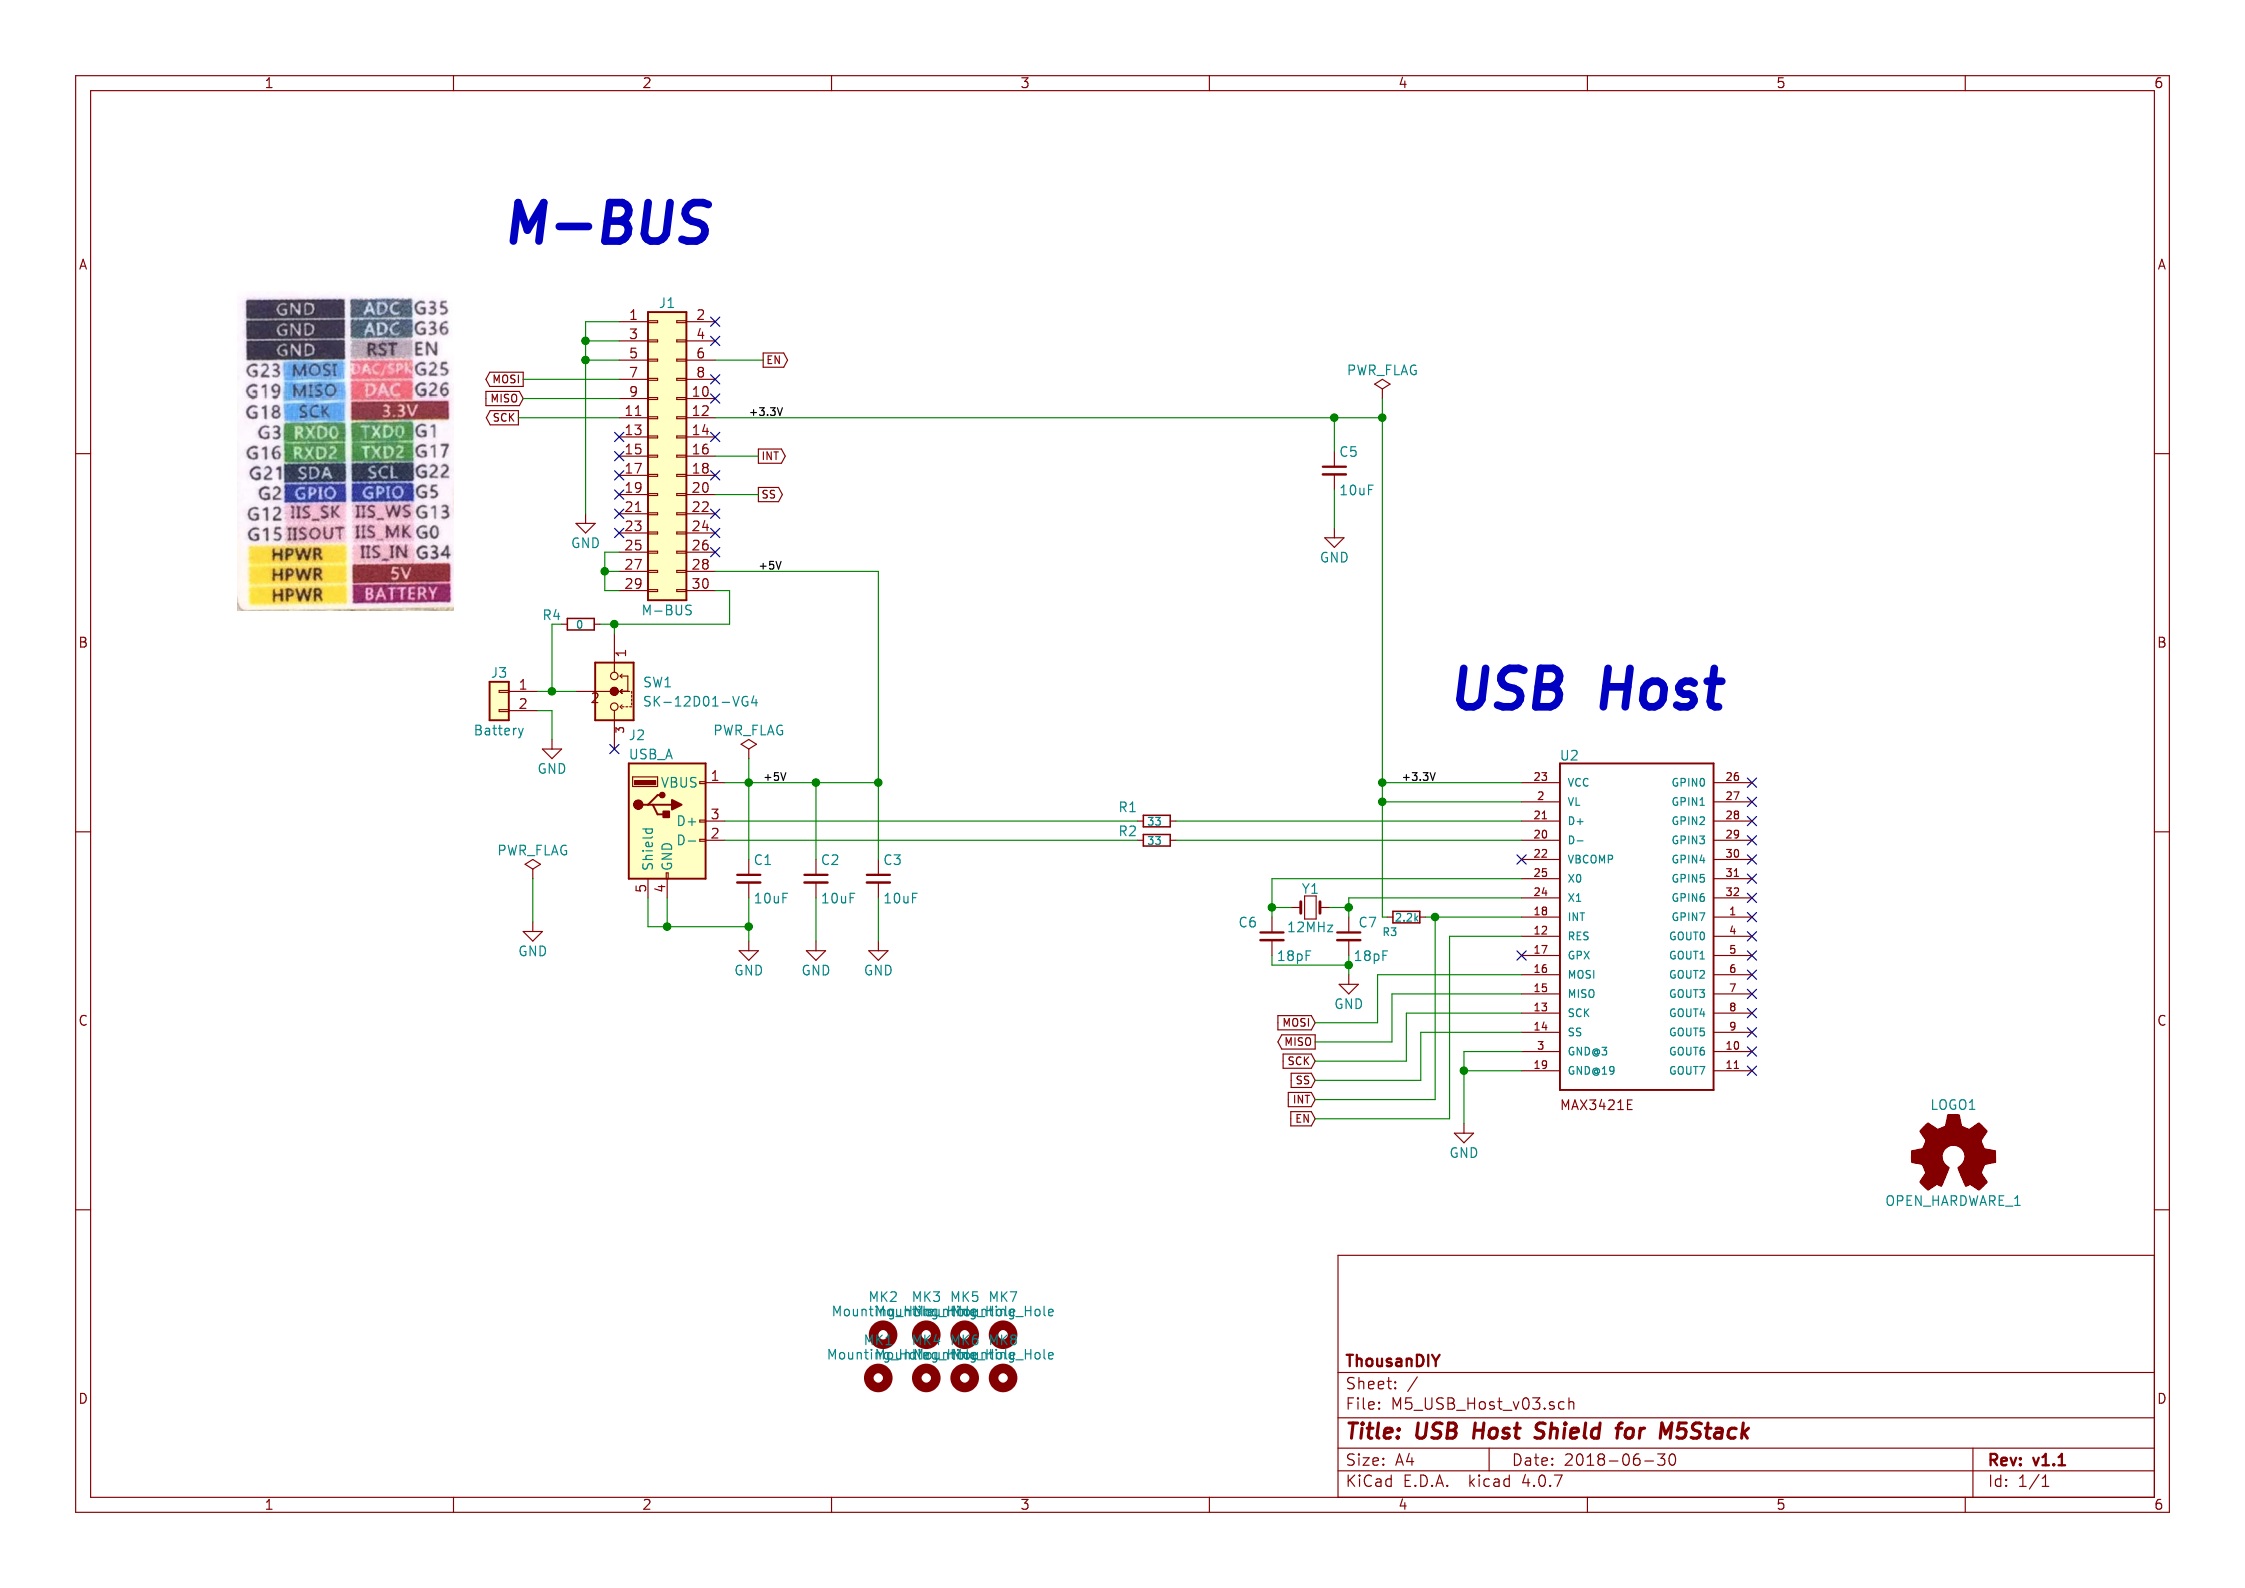 1 2 3 4 5 6
A A
B B
C C
D D
M-BUS
GND ADC G35
GND ADC G36
GND RST EN
G23 MOSI DAC/SPK G25
G19 MISO DAC G26
G18 SCK 3.3V
G3 RXD0 TXD0 G1
G16 RXD2 TXD2 G17
G21 SDA SCL G22
G2 GPIO GPIO G5
G12 IIS_SK IIS_WS G13
G15 IISOUT IIS_MK G0
HPWR IIS_IN G34
HPWR 5V
HPWR BATTERY
J1
1 2
3 4
5 6 EN
MOSI 7 8
MISO 9 10
SCK 11 12 +3.3V
13 14
15 16 INT
17 18
19 20 SS
21 22
23 24
25 26
27 28 +5V
29 30
M-BUS
GND
R4
0
J3
1
2
Battery
GND
1
2
3
SW1
SK-12D01-VG4
J2
USB_A
VBUS 1
D+ 3
D- 2
Shield
GND
5 4
PWR_FLAG
+5V
PWR_FLAG
GND
C1
10uF
C2
10uF
C3
10uF
GND GND GND
R1
33
R2
33
PWR_FLAG
C5
10uF
GND
USB Host
U2
+3.3V
23 VCC GPIN0 26
2 VL GPIN1 27
21 D+ GPIN2 28
20 D- GPIN3 29
22 VBCOMP GPIN4 30
25 X0 GPIN5 31
24 X1 GPIN6 32
18 INT GPIN7 1
12 RES GOUT0 4
17 GPX GOUT1 5
16 MOSI GOUT2 6
15 MISO GOUT3 7
13 SCK GOUT4 8
14 SS GOUT5 9
3 GND@3 GOUT6 10
19 GND@19 GOUT7 11
MAX3421E
Y1
12MHz
C6
18pF
C7
18pF
2.2k
R3
GND
MOSI
MISO
SCK
SS
INT
EN
GND
LOGO1
OPEN_HARDWARE_1
MK2 MK3 MK5 MK7
Mounting_Hole
MK1 MK4 MK6 MK8
Mounting_Hole
ThousanDIY
Sheet: /
File: M5_USB_Host_v03.sch
Title: USB Host Shield for M5Stack
Size: A4 Date: 2018-06-30 Rev: v1.1
KiCad E.D.A. kicad 4.0.7 Id: 1/1
1 2 3 4 5 6